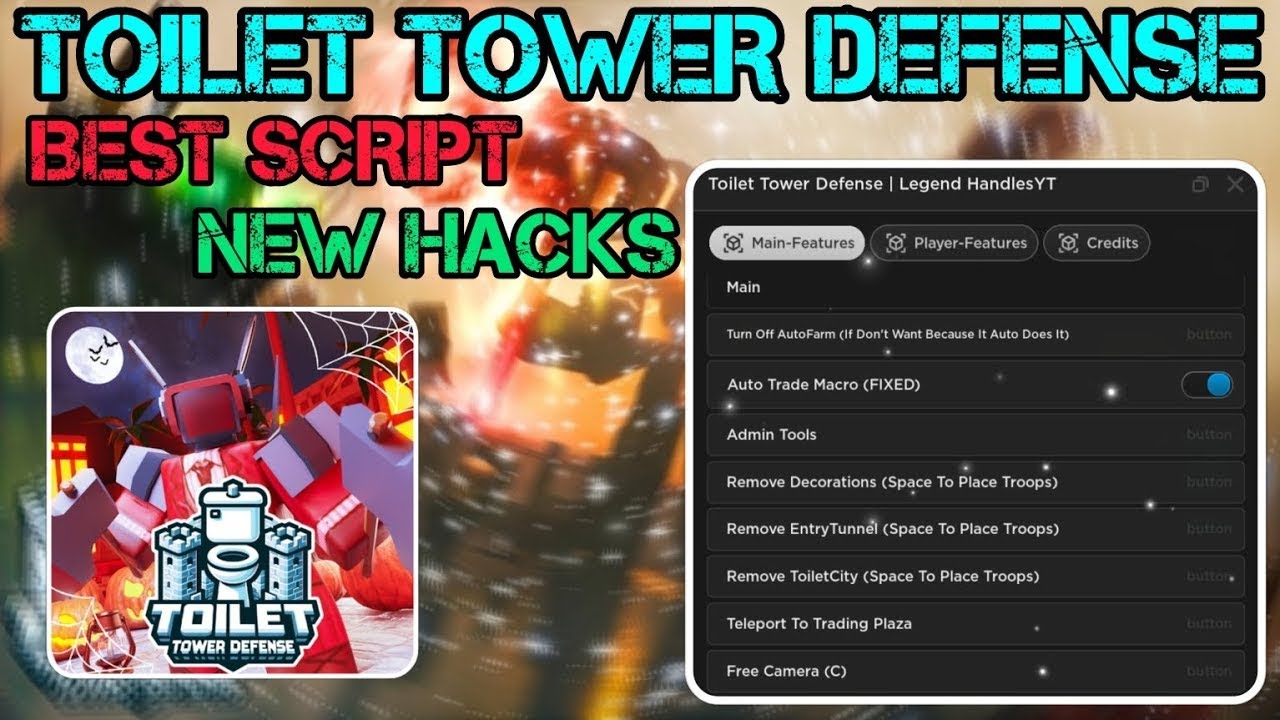 TOILET TOWER DEFENSE
BEST SCRIPT
NEW HACKS
TOILET
TOWER DEFENSE
Toilet Tower Defense | Legend HandlesYT
Main-Features
Player-Features
Credits
Main
Turn Off AutoFarm (If Don't Want Because It Auto Does It)
button
Auto Trade Macro (FIXED)
Admin Tools
button
Remove Decorations (Space To Place Troops)
button
Remove EntryTunnel (Space To Place Troops)
button
Remove ToiletCity (Space To Place Troops)
button
Teleport To Trading Plaza
button
Free Camera (C)
button